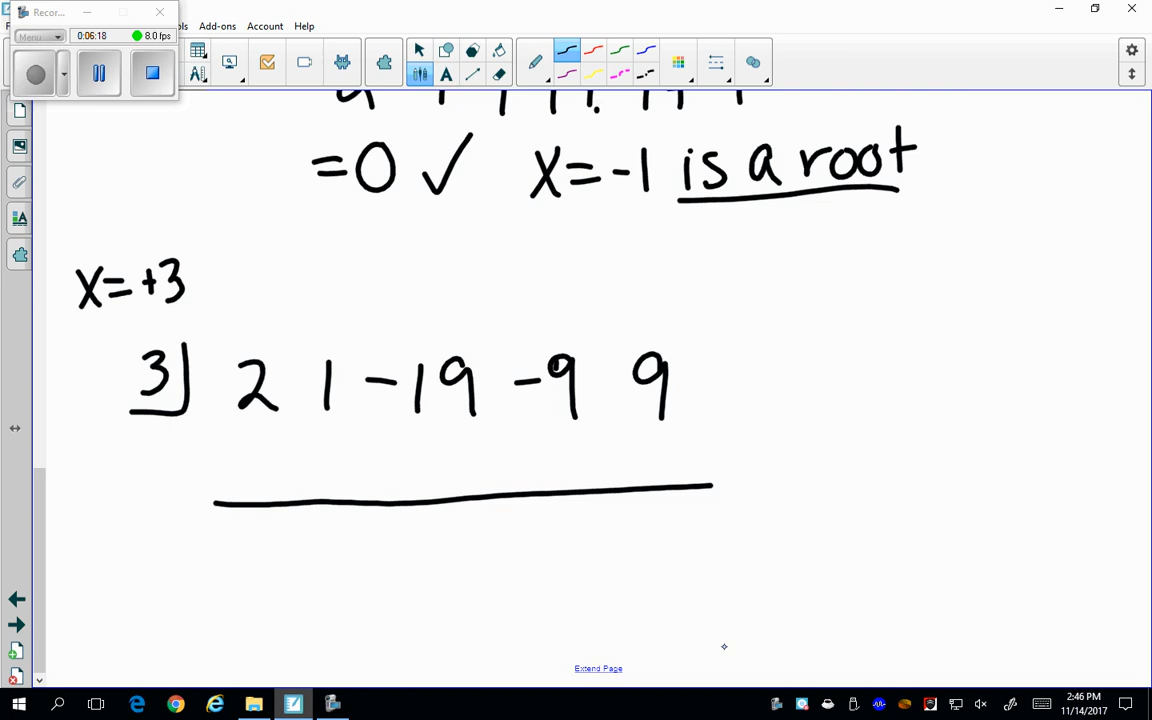 Recor...
Menu
0:06:18
8.0 fps
Add-ons
Account
Help
=0 ✓ x=-1 is a root
x=+3
3 2 1 -19 -9 9
Extend Page
2:46 PM
11/14/2017